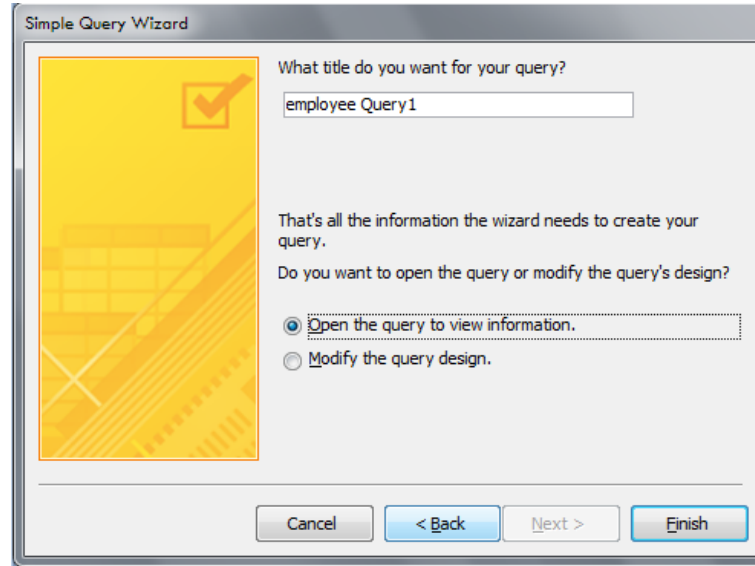 Simple Query Wizard
What title do you want for your query?
employee Query1
That's all the information the wizard needs to create your
query.
Do you want to open the query or modify the query's design?
Open the query to view information.
Modify the query design.
Cancel
< Back
Next >
Finish